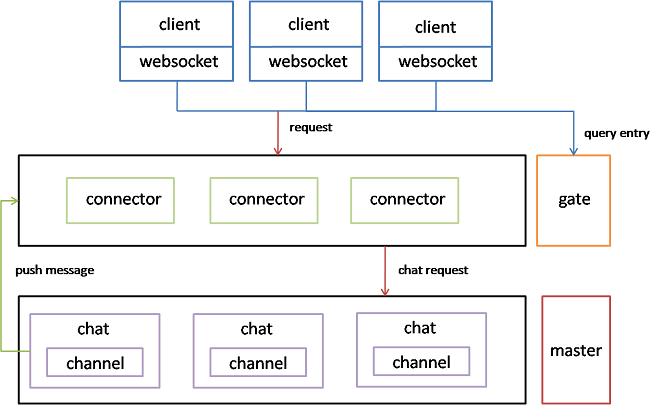 client
client
client
websocket
websocket
websocket
request
query entry
connector
connector
connector
gate
push message
chat request
chat
chat
chat
channel
channel
channel
master